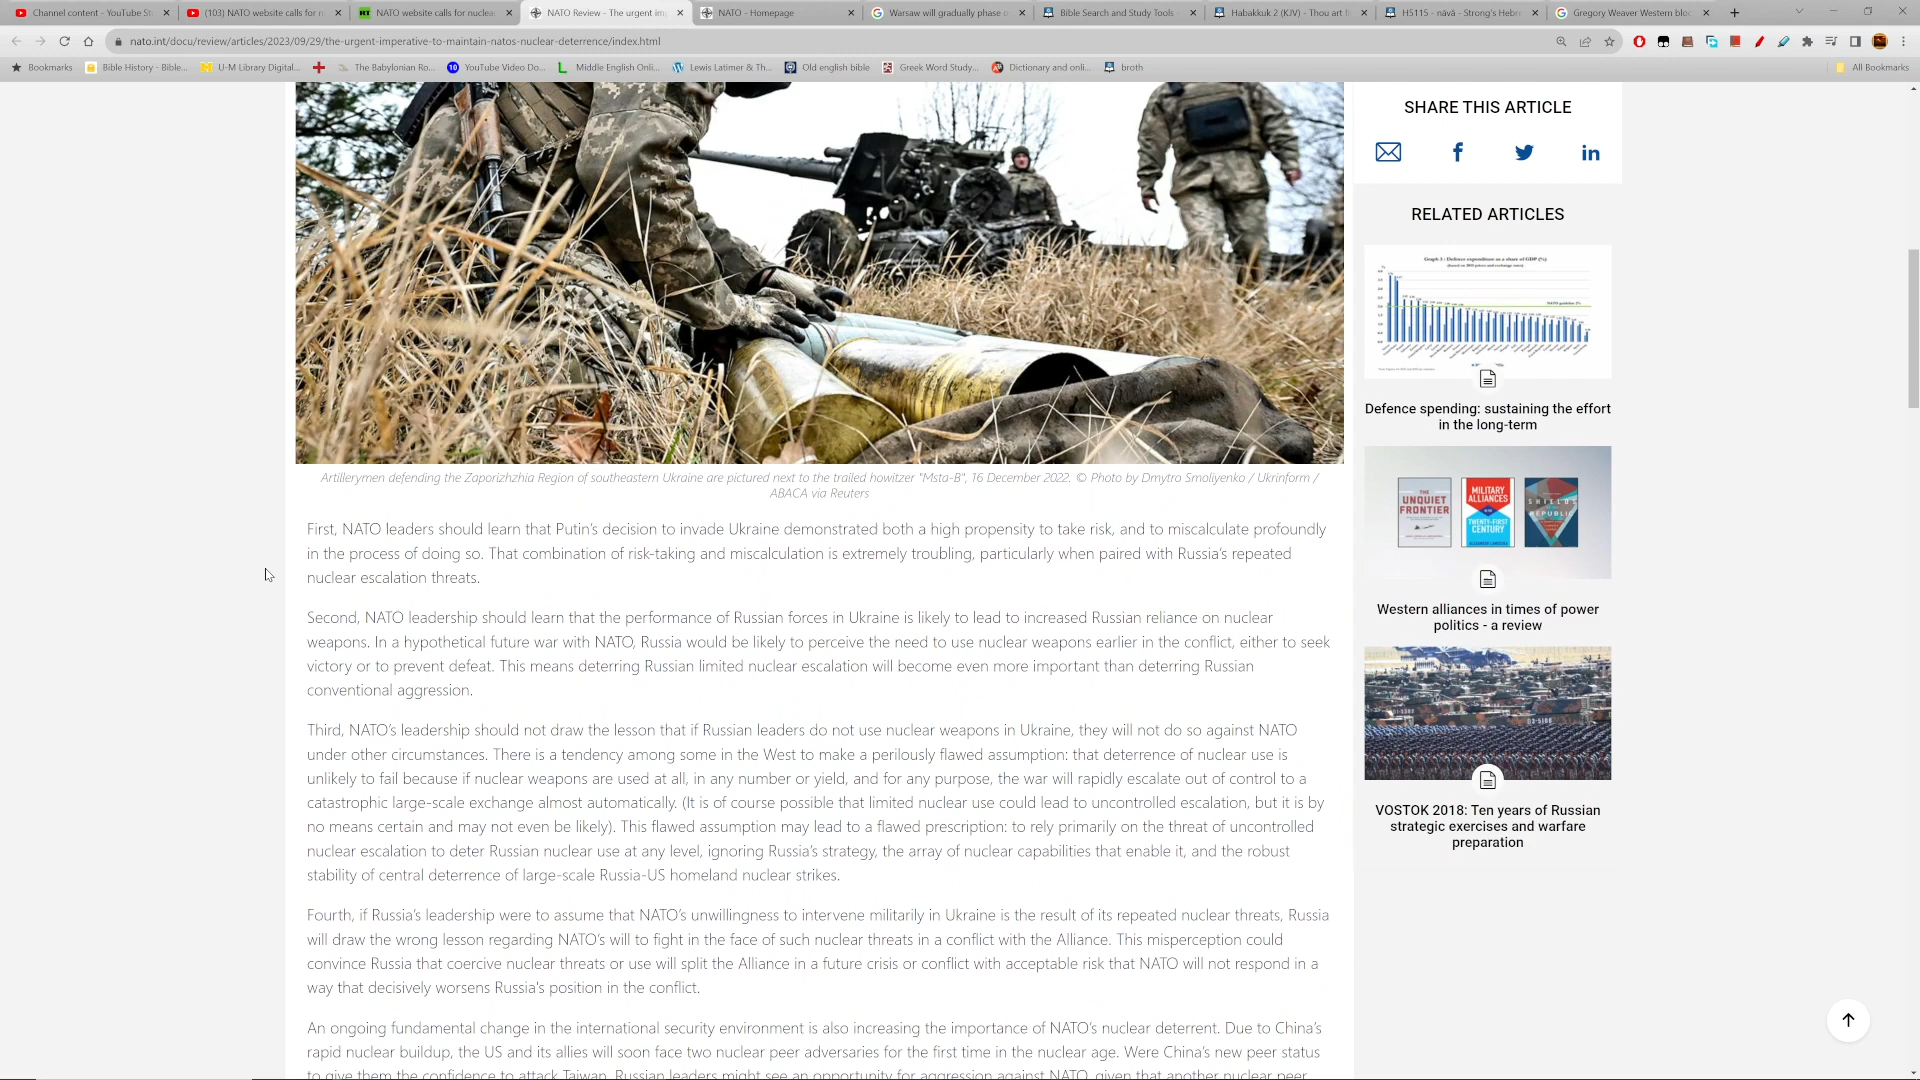 Channel content - YouTube St
(103) NATO website calls for n
NATO website calls for nuclea
NATO Review - The urgent im
NATO - Homepage
Warsaw will gradually phase o
Bible Search and Study Tools -
Habakkuk 2 (KJV) - Thou art f
H5115 - nāvâ - Strong's Hebre
Gregory Weaver Western bloc
nato.int/docu/review/articles/2023/09/29/the-urgent-imperative-to-maintain-natos-nuclear-deterrence/index.html
Bookmarks
Bible History - Bible...
U-M Library Digital...
The Babylonian Ro...
YouTube Video Do...
Middle English Onli...
Lewis Latimer & Th...
Old english bible
Greek Word Study...
Dictionary and onli...
broth
All Bookmarks
Artillerymen defending the Zaporizhzhia Region of southeastern Ukraine are pictured next to the trailed howitzer "Msta-B", 16 December 2022. © Photo by Dmytro Smoliyenko / Ukrinform /
ABACA via Reuters
First, NATO leaders should learn that Putin's decision to invade Ukraine demonstrated both a high propensity to take risk, and to miscalculate profoundly
in the process of doing so. That combination of risk-taking and miscalculation is extremely troubling, particularly when paired with Russia's repeated
nuclear escalation threats.
Second, NATO leadership should learn that the performance of Russian forces in Ukraine is likely to lead to increased Russian reliance on nuclear
weapons. In a hypothetical future war with NATO, Russia would be likely to perceive the need to use nuclear weapons earlier in the conflict, either to seek
victory or to prevent defeat. This means deterring Russian limited nuclear escalation will become even more important than deterring Russian
conventional aggression.
Third, NATO's leadership should not draw the lesson that if Russian leaders do not use nuclear weapons in Ukraine, they will not do so against NATO
under other circumstances. There is a tendency among some in the West to make a perilously flawed assumption: that deterrence of nuclear use is
unlikely to fail because if nuclear weapons are used at all, in any number or yield, and for any purpose, the war will rapidly escalate out of control to a
catastrophic large-scale exchange almost automatically. (It is of course possible that limited nuclear use could lead to uncontrolled escalation, but it is by
no means certain and may not even be likely). This flawed assumption may lead to a flawed prescription: to rely primarily on the threat of uncontrolled
nuclear escalation to deter Russian nuclear use at any level, ignoring Russia's strategy, the array of nuclear capabilities that enable it, and the robust
stability of central deterrence of large-scale Russia-US homeland nuclear strikes.
Fourth, if Russia's leadership were to assume that NATO's unwillingness to intervene militarily in Ukraine is the result of its repeated nuclear threats, Russia
will draw the wrong lesson regarding NATO's will to fight in the face of such nuclear threats in a conflict with the Alliance. This misperception could
convince Russia that coercive nuclear threats or use will split the Alliance in a future crisis or conflict with acceptable risk that NATO will not respond in a
way that decisively worsens Russia's position in the conflict.
An ongoing fundamental change in the international security environment is also increasing the importance of NATO's nuclear deterrent. Due to China's
rapid nuclear buildup, the US and its allies will soon face two nuclear peer adversaries for the first time in the nuclear age. Were China's new peer status
to give them the confidence to attack Taiwan, Russian leaders might see an opportunity for aggression against NATO, given that another nuclear peer
SHARE THIS ARTICLE
RELATED ARTICLES
Graph 3 : Defence expenditure as a share of GDP (%)
NATO guideline 2%
Defence spending: sustaining the effort
in the long-term
THE
UNQUIET
FRONTIER
MILITARY
ALLIANCES
IN THE
TWENTY-FIRST
CENTURY
SHIELDS
REPUBLIC
Western alliances in times of power
politics - a review
VOSTOK 2018: Ten years of Russian
strategic exercises and warfare
preparation